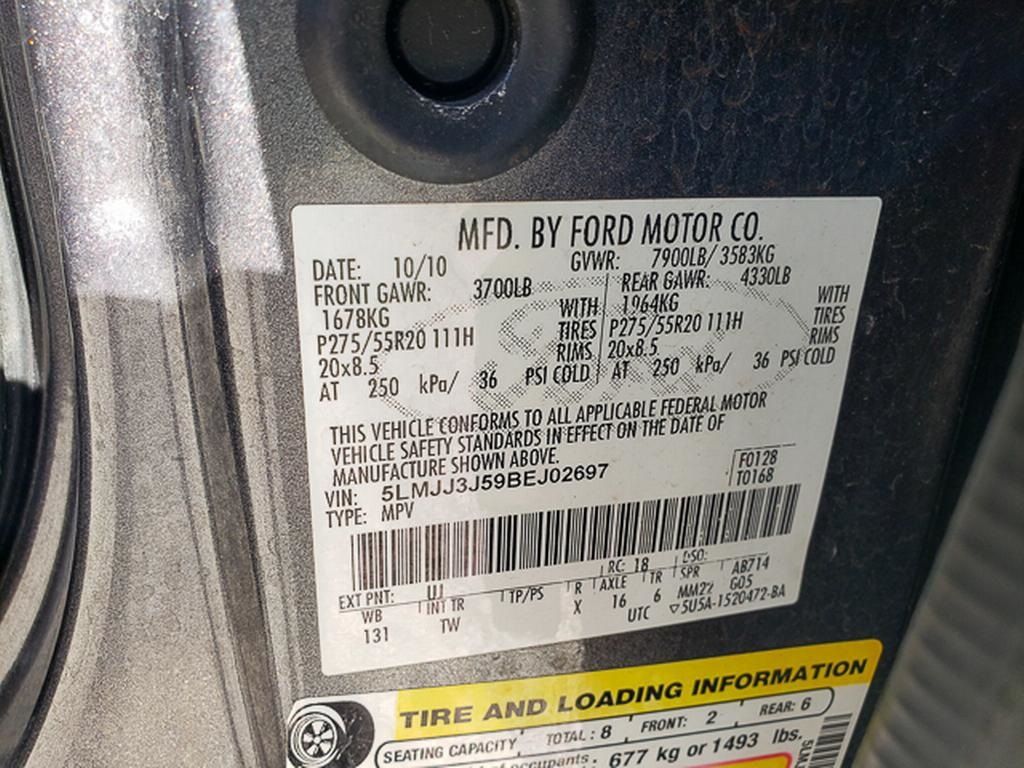 MFD. BY FORD MOTOR CO.
DATE: 10/10 GVWR: 7900LB/ 3583KG
FRONT GAWR: 3700LB REAR GAWR: 4330LB
1678KG WITH 1964KG WITH
P275/55R20 111H TIRES P275/55R20 111H TIRES
20x8.5 RIMS 20x8.5 RIMS
AT 250 kPa/ 36 PSI COLD AT 250 kPa/ 36 PSI COLD
THIS VEHICLE CONFORMS TO ALL APPLICABLE FEDERAL MOTOR
VEHICLE SAFETY STANDARDS IN EFFECT ON THE DATE OF
MANUFACTURE SHOWN ABOVE.
VIN: 5LMJJ3J59BEJ02697 F0128
TYPE: MPV T0168
EXT PNT: UJ RC: 18 DSO:
WB INT TR TP/PS R AXLE TR SPR AB714
131 TW X 16 6 MM22 G05
UTC ▽5U5A-1520472-BA
TIRE AND LOADING INFORMATION
SEATING CAPACITY TOTAL: 8 FRONT: 2 REAR: 6
of occupants 677 kg or 1493 lbs.
5LM